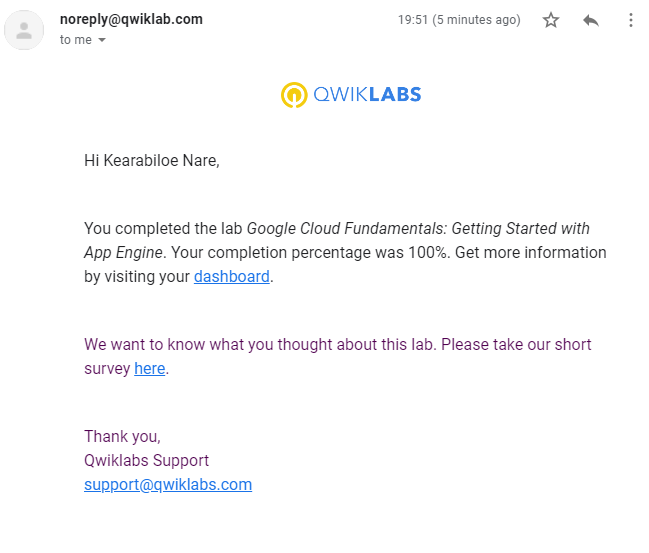 noreply@qwiklab.com
19:51 (5 minutes ago)
to me
QWIKLABS
Hi Kearabiloe Nare,
You completed the lab Google Cloud Fundamentals: Getting Started with
App Engine. Your completion percentage was 100%. Get more information
by visiting your dashboard.
We want to know what you thought about this lab. Please take our short
survey here.
Thank you,
Qwiklabs Support
support@qwiklabs.com